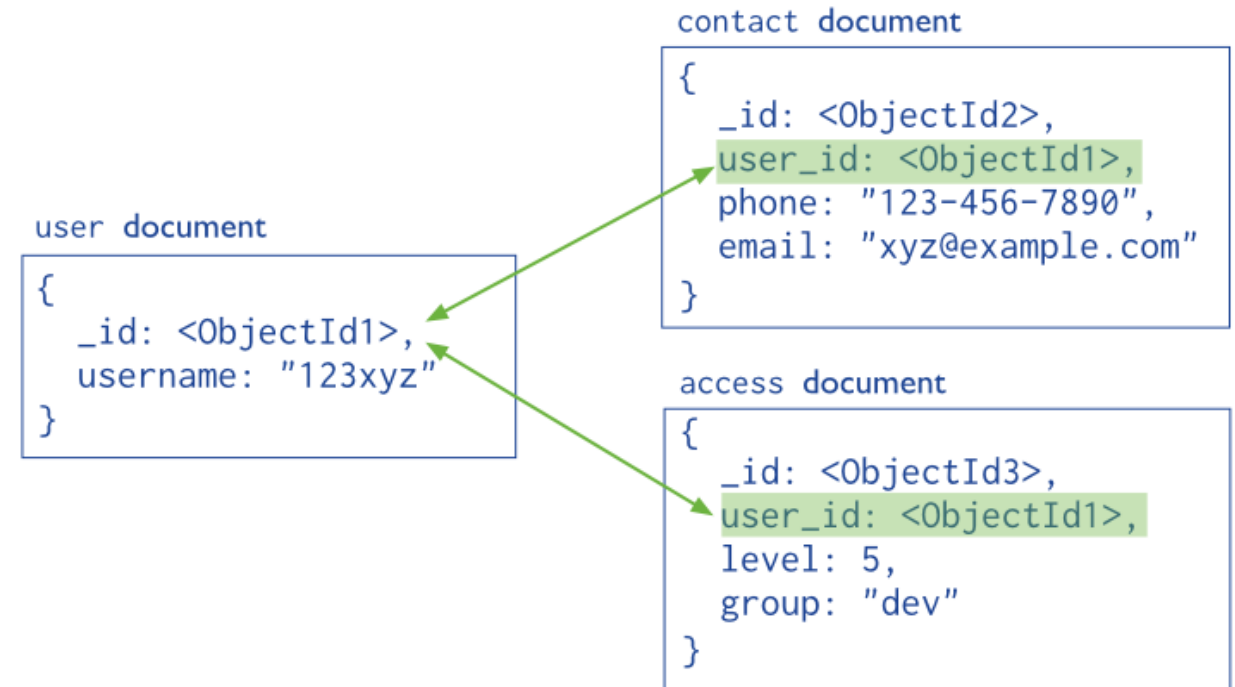 contact document
{
_id: <ObjectId2>,
user_id: <ObjectId1>,
phone: "123-456-7890",
email: "xyz@example.com"
}
user document
{
_id: <ObjectId1>,
username: "123xyz"
}
access document
{
_id: <ObjectId3>,
user_id: <ObjectId1>,
level: 5,
group: "dev"
}